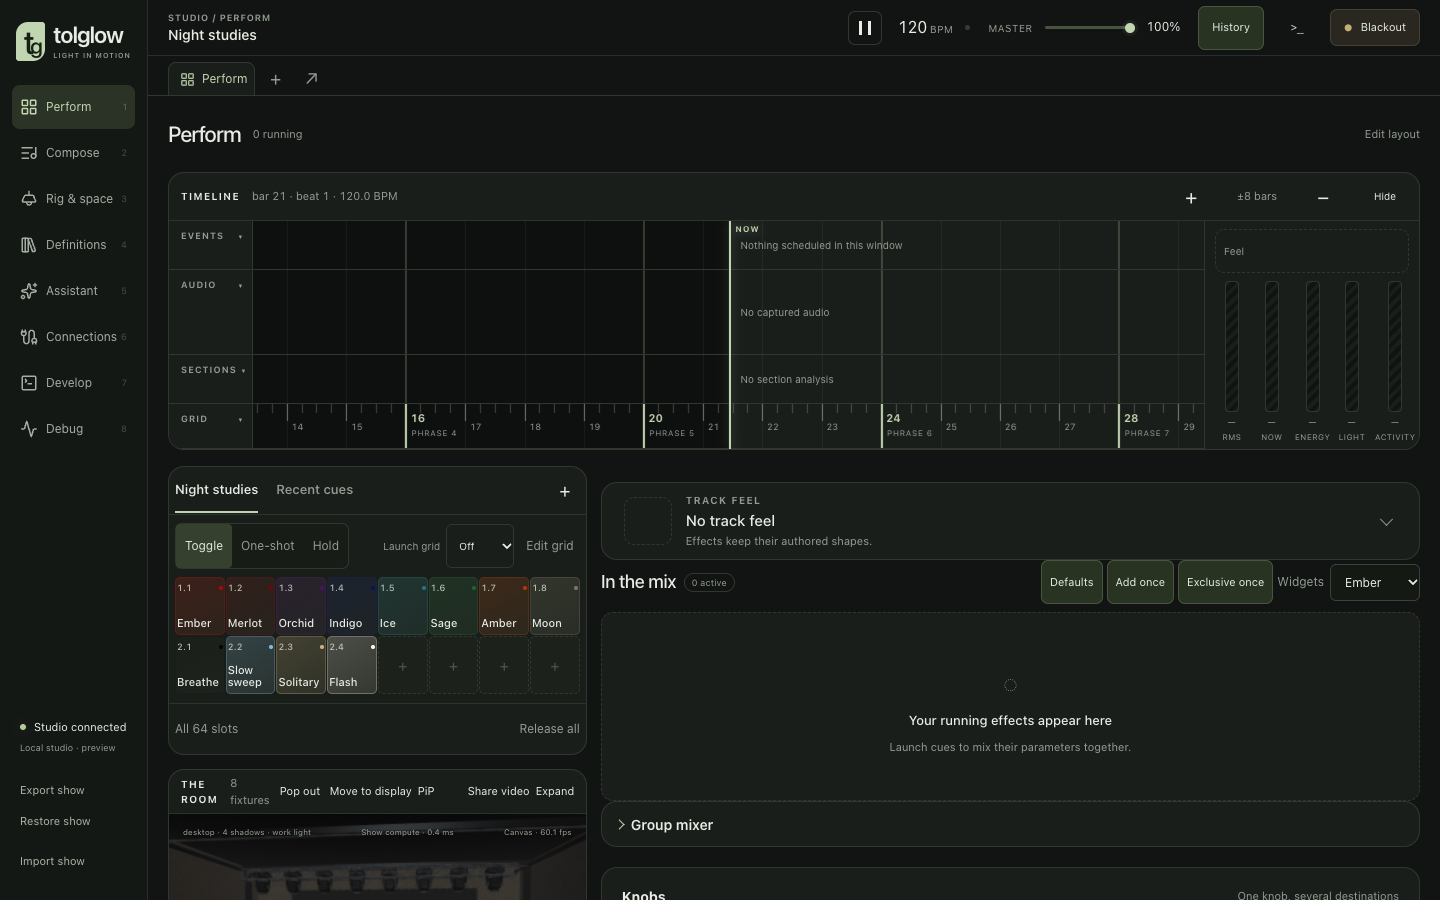 tolglow
LIGHT IN MOTION
Perform 1
Compose 2
Rig & space 3
Definitions 4
Assistant 5
Connections 6
Develop 7
Debug 8
Studio connected
Local studio · preview
Export show
Restore show
Import show
STUDIO / PERFORM
Night studies
120 BPM
MASTER
100%
History
>_
Blackout
Perform
+
Perform
0 running
Edit layout
TIMELINE
bar 21 · beat 1 · 120.0 BPM
+
±8 bars
−
Hide
EVENTS
NOW
Nothing scheduled in this window
AUDIO
No captured audio
SECTIONS
No section analysis
GRID
14 15 16 17 18 19 20 21 22 23 24 25 26 27 28 29
PHRASE 4 PHRASE 5 PHRASE 6 PHRASE 7
Feel
– – – – –
RMS NOW ENERGY LIGHT ACTIVITY
Night studies Recent cues +
Toggle One-shot Hold Launch grid Off Edit grid
1.1 1.2 1.3 1.4 1.5 1.6 1.7 1.8
Ember Merlot Orchid Indigo Ice Sage Amber Moon
2.1 2.2 2.3 2.4
Breathe Slow sweep Solitary Flash + + + +
All 64 slots Release all
THE ROOM
8 fixtures
Pop out Move to display PiP Share video Expand
desktop · 4 shadows · work light Show compute · 0.4 ms Canvas · 60.1 fps
TRACK FEEL
No track feel
Effects keep their authored shapes.
In the mix 0 active Defaults Add once Exclusive once Widgets Ember
Your running effects appear here
Launch cues to mix their parameters together.
Group mixer
Knobs One knob, several destinations